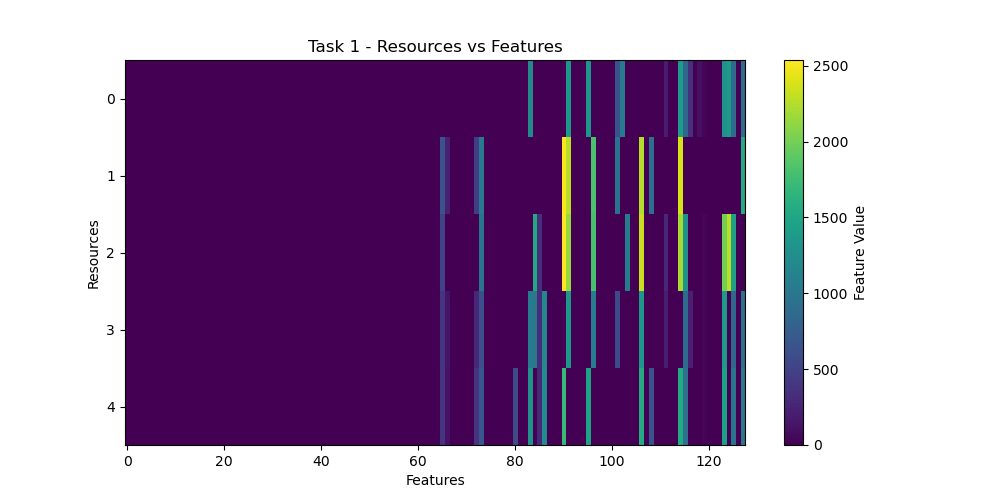 Task 1 - Resources vs Features
0
1
2
3
4
Resources
0 20 40 60 80 100 120
Features
2500
2000
1500
1000
500
0
Feature Value